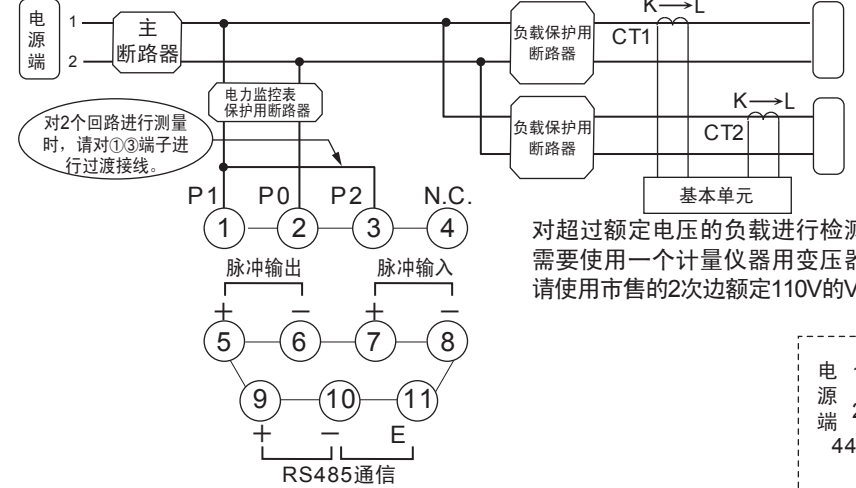 电
源
端
1
2
主
断路器
负载保护用
断路器
K→L
CT1
电力监控表
保护用断路器
对2个回路进行测量
时，请对①③端子进
行过渡接线。
负载保护用
断路器
K→L
CT2
基本单元
P1 P0 P2 N.C.
1 2 3 4
对超过额定电压的负载进行检测
需要使用一个计量仪器用变压器
请使用市售的2次边额定110V的V
脉冲输出 脉冲输入
+ − + −
5 6 7 8
9 10 11
+ − E
RS485通信
电
源
端
44